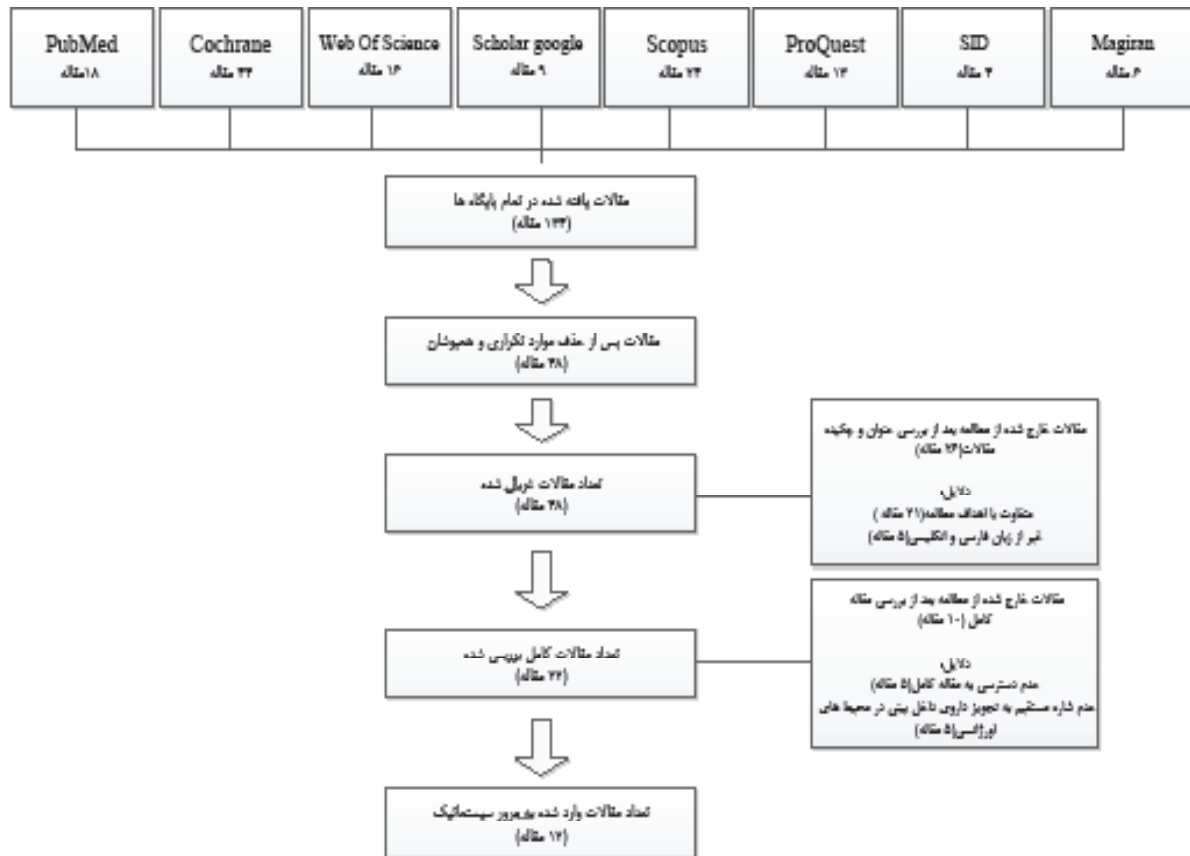 PubMed
۱۸مقاله
Cochrane
۴۴ مقاله
Web Of Science
۱۶ مقاله
Scholar google
۹ مقاله
Scopus
۲۴ مقاله
ProQuest
۱۳ مقاله
SID
۴ مقاله
Magiran
۶ مقاله
مقالات یافته شده در تمام پایگاه ها
(۱۳۴ مقاله)
مقالات پس از حذف موارد تکراری و همپوشان
(۴۸ مقاله)
تعداد مقالات غربال شده
(۴۸ مقاله)
مقالات خارج شده از مطالعه بعد از بررسی عنوان و چکیده
مقالات(۲۶ مقاله)
دلایل:
متفاوت با اهداف مطالعه(۲۱ مقاله )
غیر از زبان فارسی و انگلیسی(۵ مقاله)
تعداد مقالات کامل بررسی شده
(۲۲ مقاله)
مقالات خارج شده از مطالعه بعد از بررسی مقاله
کامل (۱۰ مقاله)
دلایل:
عدم دسترسی به مقاله کامل(۵ مقاله)
عدم شاره مستقیم به تجویز داروی داخل بینی در محیط های
اورژانسی(۵ مقاله)
تعداد مقالات وارد شده به مرور سیستماتیک
(۱۲ مقاله)